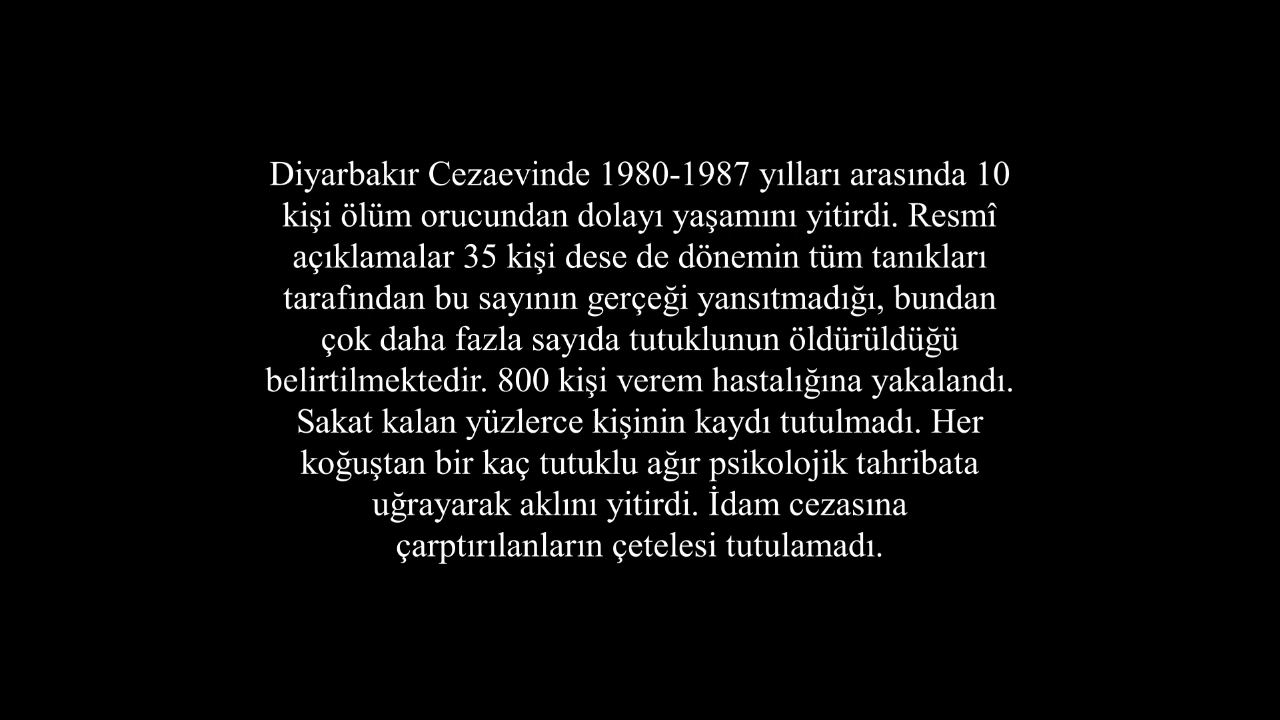 Diyarbakır Cezaevinde 1980-1987 yılları arasında 10
kişi ölüm orucundan dolayı yaşamını yitirdi. Resmî
açıklamalar 35 kişi dese de dönemin tüm tanıkları
tarafından bu sayının gerçeği yansıtmadığı, bundan
çok daha fazla sayıda tutuklunun öldürüldüğü
belirtilmektedir. 800 kişi verem hastalığına yakalandı.
Sakat kalan yüzlerce kişinin kaydı tutulmadı. Her
koğuştan bir kaç tutuklu ağır psikolojik tahribata
uğrayarak aklını yitirdi. İdam cezasına
çarptırılanların çetelesi tutulamadı.